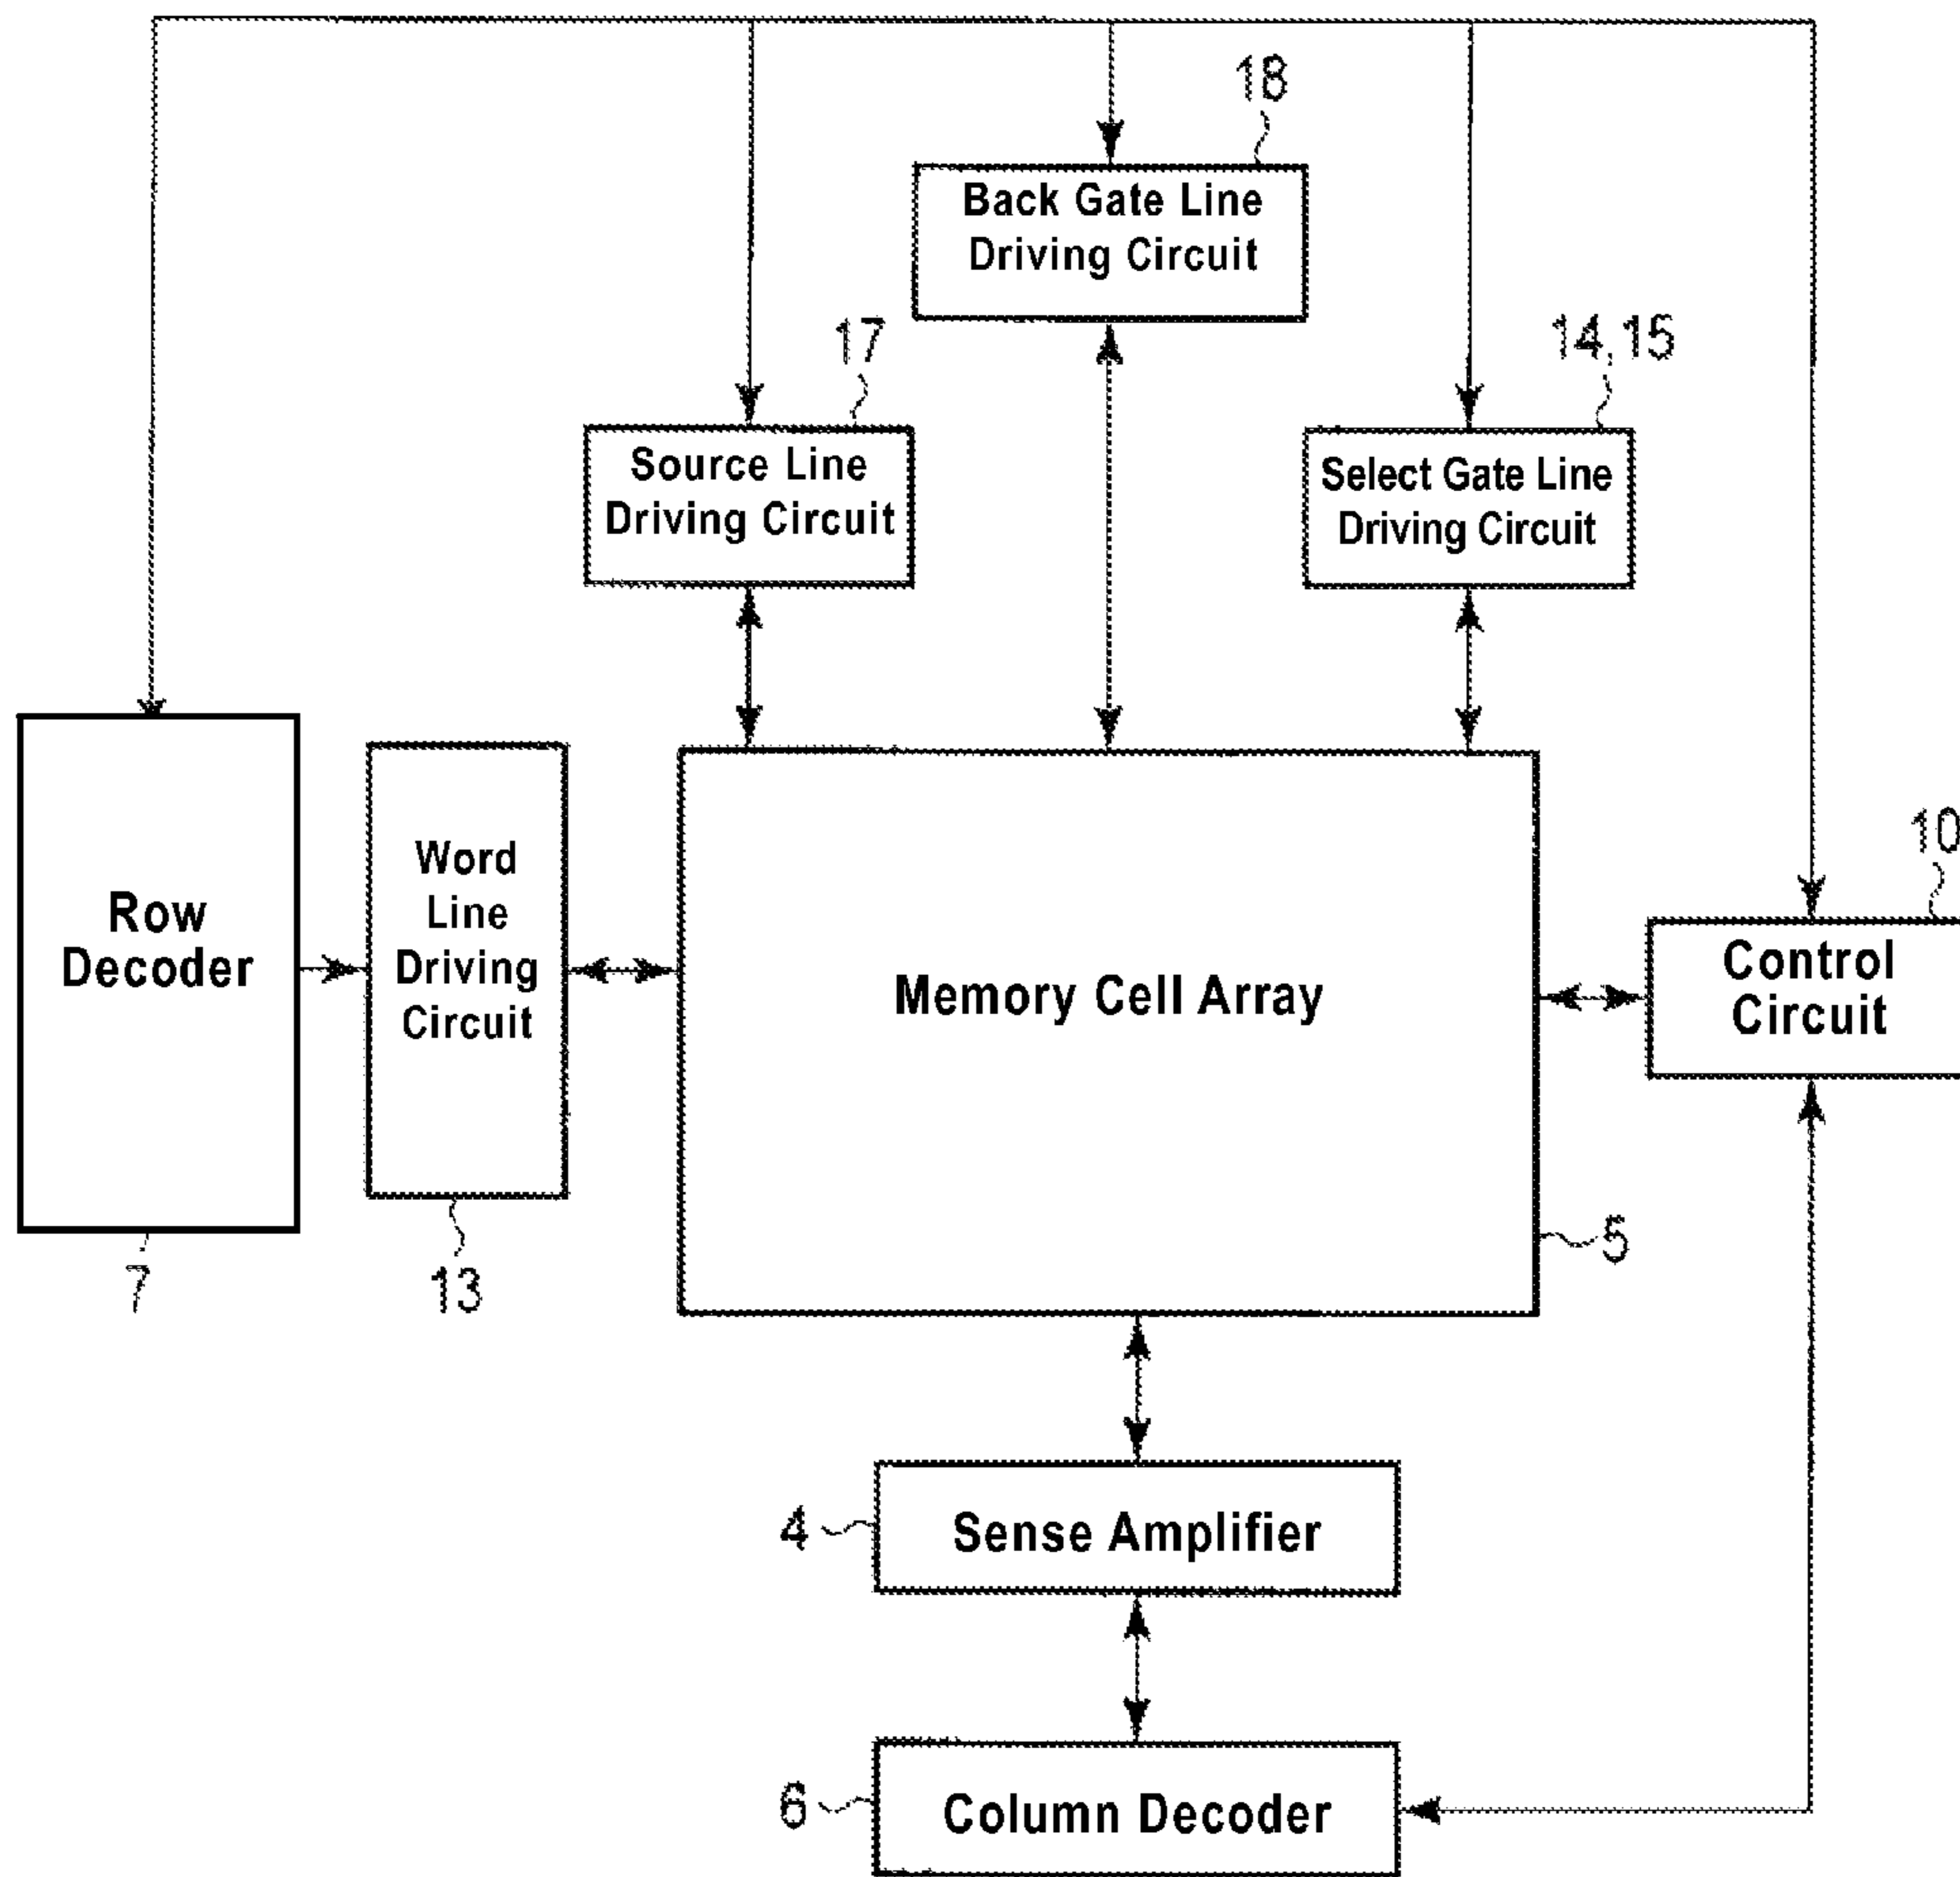 18
Back Gate Line
Driving Circuit
17
14,15
Source Line
Driving Circuit
Select Gate Line
Driving Circuit
Row
Decoder
Word
Line
Driving
Circuit
Memory Cell Array
10
Control
Circuit
5
7
13
4
Sense Amplifier
6
Column Decoder